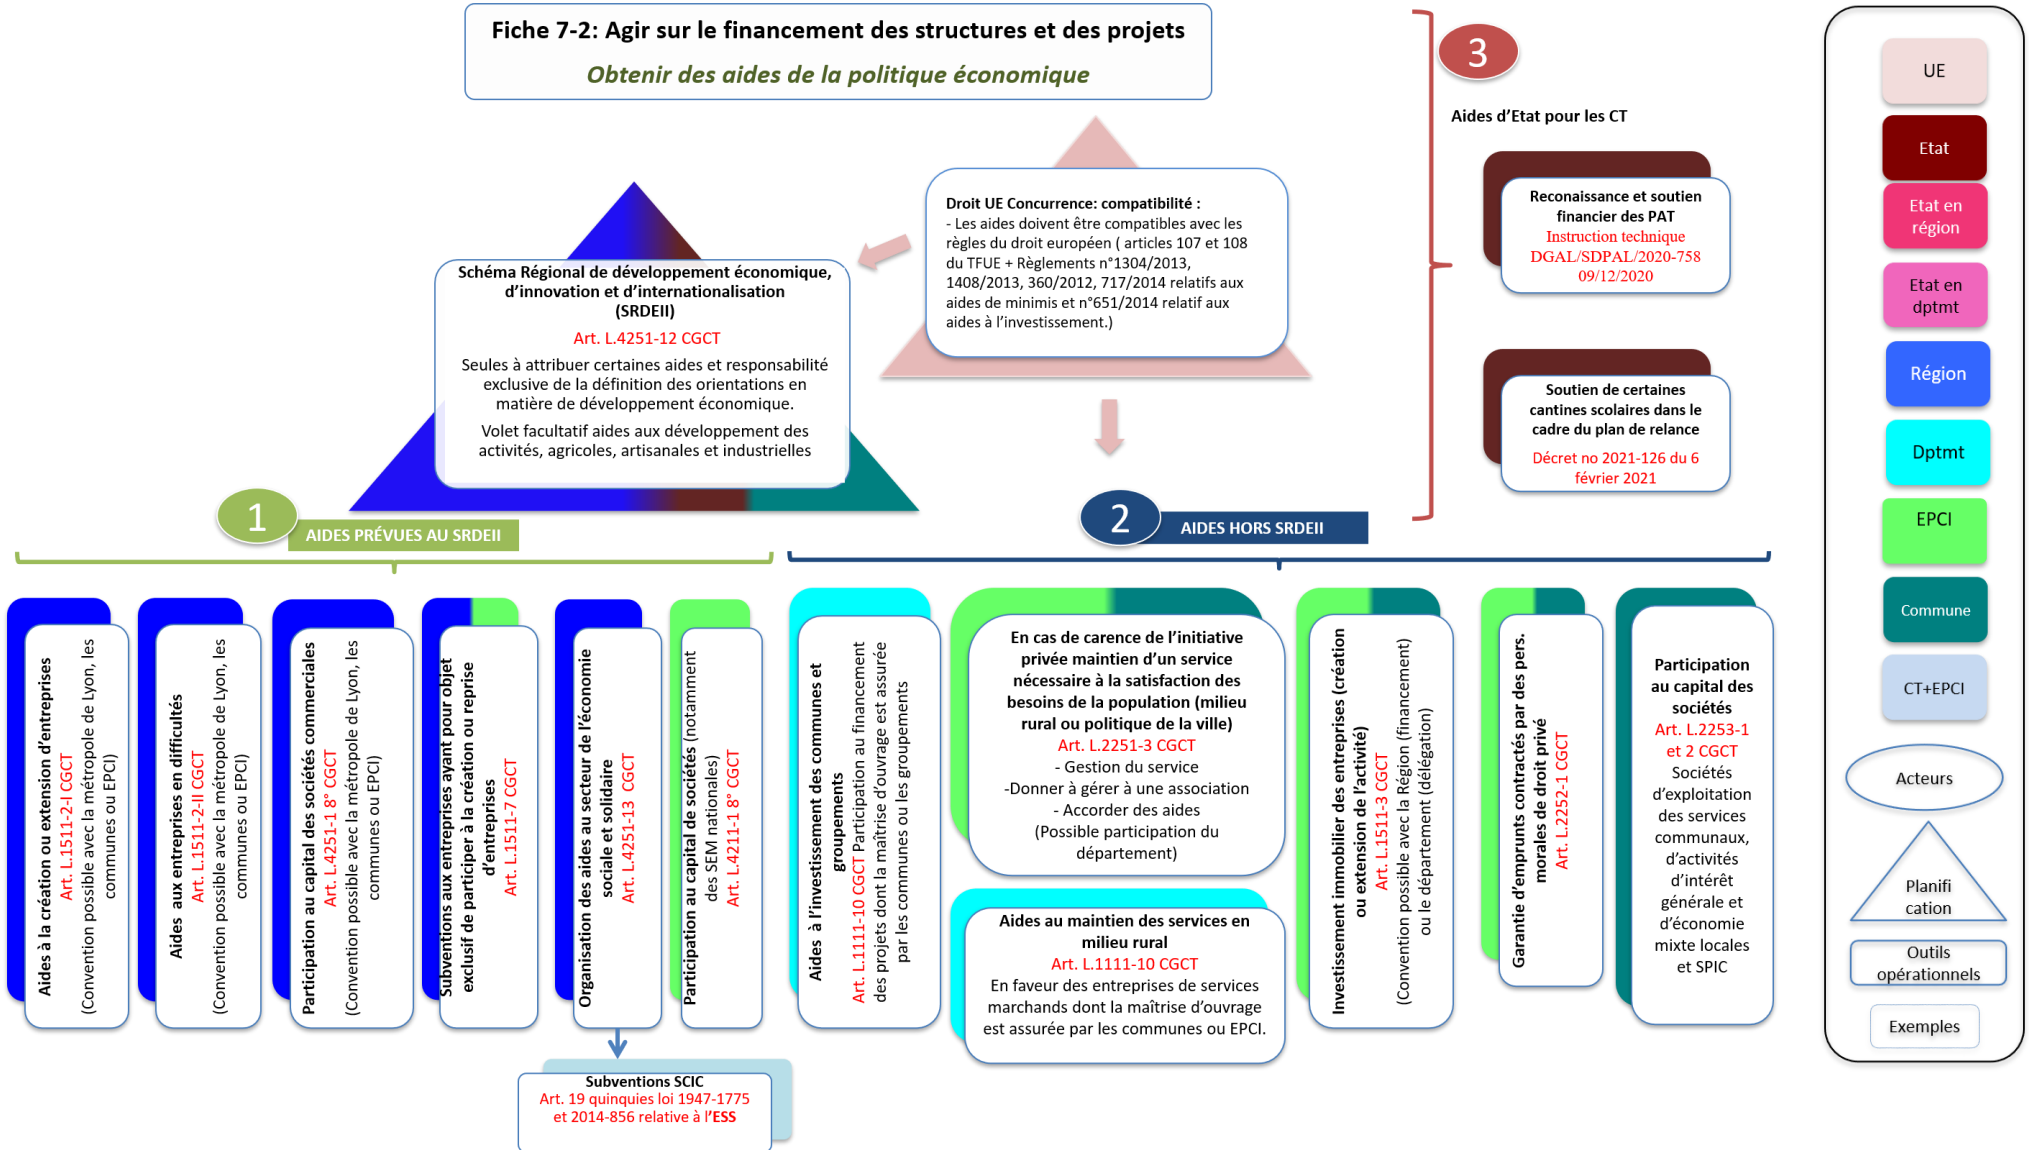 Fiche 7-2: Agir sur le financement des structures et des projets
Obtenir des aides de la politique économique
3
Aides d'Etat pour les CT
Reconaissance et soutien
financier des PAT
Instruction technique
DGAL/SDPAL/2020-758
09/12/2020
Soutien de certaines
cantines scolaires dans le
cadre du plan de relance
Décret no 2021-126 du 6
février 2021
Droit UE Concurrence: compatibilité :
- Les aides doivent être compatibles avec les
règles du droit européen ( articles 107 et 108
du TFUE + Règlements n°1304/2013,
1408/2013, 360/2012, 717/2014 relatifs aux
aides de minimis et n°651/2014 relatif aux
aides à l'investissement.)
Schéma Régional de développement économique,
d'innovation et d'internationalisation
(SRDEII)
Art. L.4251-12 CGCT
Seules à attribuer certaines aides et responsabilité
exclusive de la définition des orientations en
matière de développement économique.
Volet facultatif aides aux développement des
activités, agricoles, artisanales et industrielles
1
AIDES PRÉVUES AU SRDEII
2
AIDES HORS SRDEII
Aides à la création ou extension d'entreprises
Art. L.1511-2-I CGCT
(Convention possible avec la métropole de Lyon, les
communes ou EPCI)
Aides aux entreprises en difficultés
Art. L.1511-2-II CGCT
(Convention possible avec la métropole de Lyon, les
communes ou EPCI)
Participation au capital des sociétés commerciales
Art. L.4251-1 8° CGCT
(Convention possible avec la métropole de Lyon, les
communes ou EPCI)
Subventions aux entreprises ayant pour objet
exclusif de participer à la création ou reprise
d'entreprises
Art. L.1511-7 CGCT
Organisation des aides au secteur de l'économie
sociale et solidaire
Art. L.4251-13 CGCT
Participation au capital de sociétés (notamment
des SEM nationales)
Art. L.4211-1 8° CGCT
Subventions SCIC
Art. 19 quinquies loi 1947-1775
et 2014-856 relative à l'ESS
Aides à l'investissement des communes et
groupements
Art. L.1111-10 CGCT Participation au financement
des projets dont la maîtrise d'ouvrage est assurée
par les communes ou les groupements
En cas de carence de l'initiative
privée maintien d'un service
nécessaire à la satisfaction des
besoins de la population (milieu
rural ou politique de la ville)
Art. L.2251-3 CGCT
- Gestion du service
-Donner à gérer à une association
- Accorder des aides
(Possible participation du
département)
Aides au maintien des services en
milieu rural
Art. L.1111-10 CGCT
En faveur des entreprises de services
marchands dont la maîtrise d'ouvrage
est assurée par les communes ou EPCI.
Investissement immobilier des entreprises (création
ou extension de l'activité)
Art. L.1511-3 CGCT
(Convention possible avec la Région (financement)
ou le département (délégation)
Garantie d'emprunts contractés par des pers.
morales de droit privé
Art. L.2252-1 CGCT
Participation
au capital des
sociétés
Art. L.2253-1
et 2 CGCT
Sociétés
d'exploitation
des services
communaux,
d'activités
d'intérêt
générale et
d'économie
mixte locales
et SPIC
UE
Etat
Etat en
région
Etat en
dptmt
Région
Dptmt
EPCI
Commune
CT+EPCI
Acteurs
Planifi
cation
Outils
opérationnels
Exemples